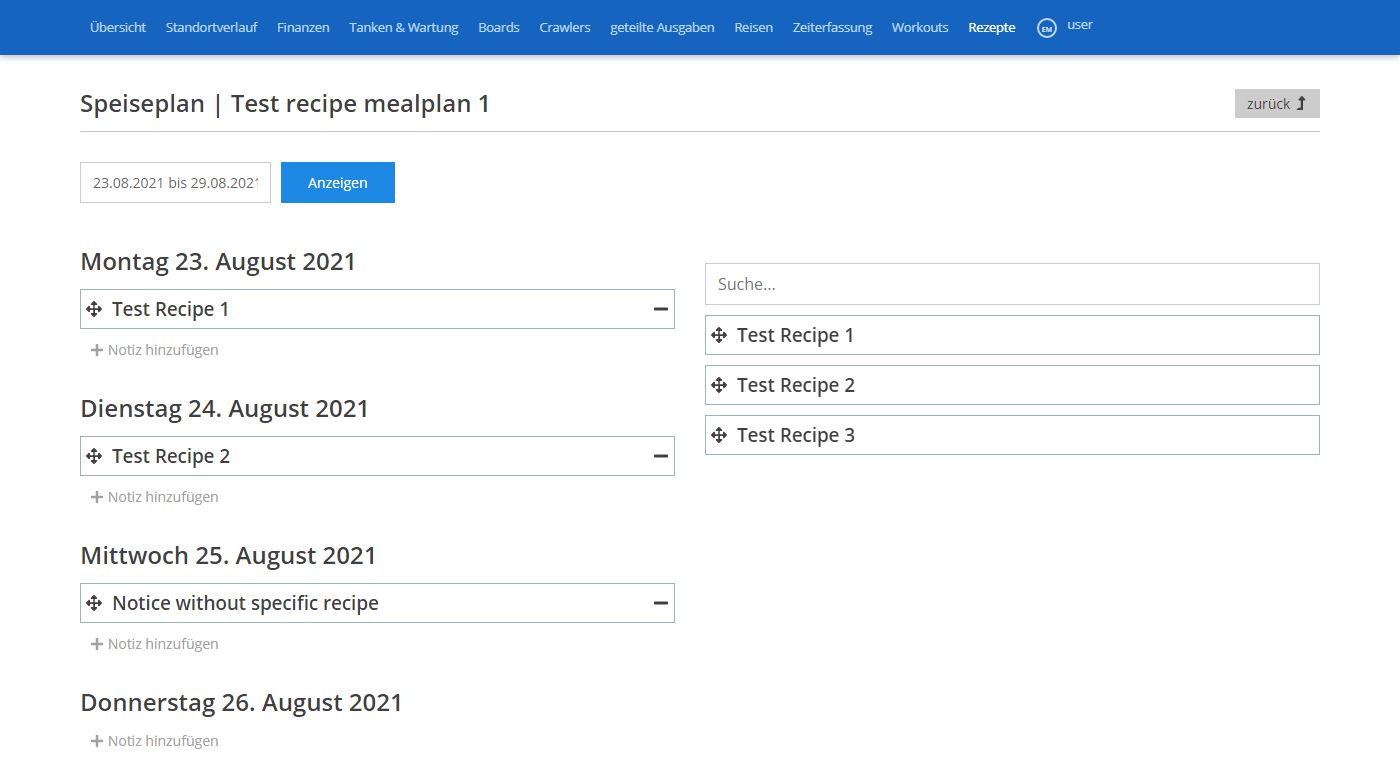 Übersicht Standortverlauf Finanzen Tanken & Wartung Boards Crawlers geteilte Ausgaben Reisen Zeiterfassung Workouts Rezepte EM user
Speiseplan | Test recipe mealplan 1
zurück
23.08.2021 bis 29.08.2021
Anzeigen
Montag 23. August 2021
Test Recipe 1
Notiz hinzufügen
Dienstag 24. August 2021
Test Recipe 2
Notiz hinzufügen
Mittwoch 25. August 2021
Notice without specific recipe
Notiz hinzufügen
Donnerstag 26. August 2021
Notiz hinzufügen
Suche...
Test Recipe 1
Test Recipe 2
Test Recipe 3